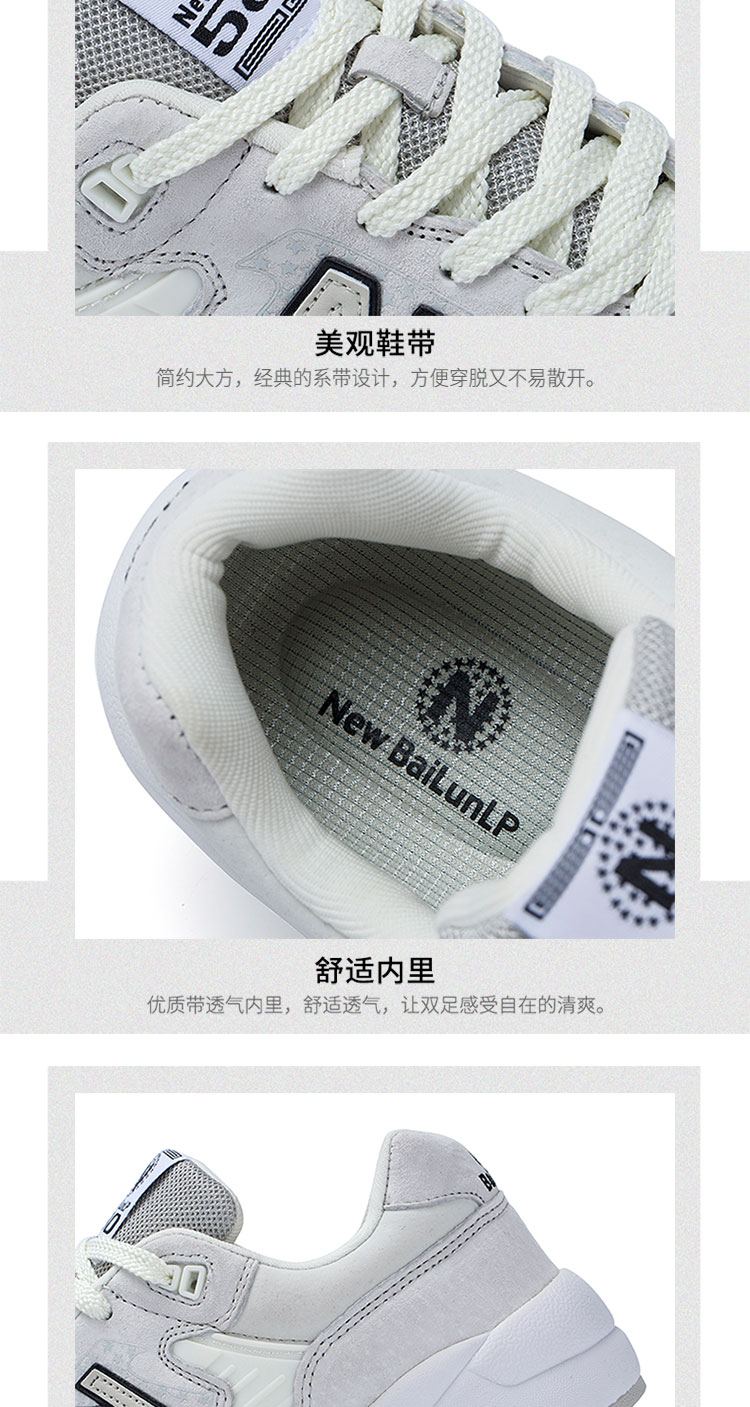 美观鞋带
简约大方，经典的系带设计，方便穿脱又不易散开。
N
New BaiLunLP
N
舒适内里
优质带透气内里，舒适透气，让双足感受自在的清爽。